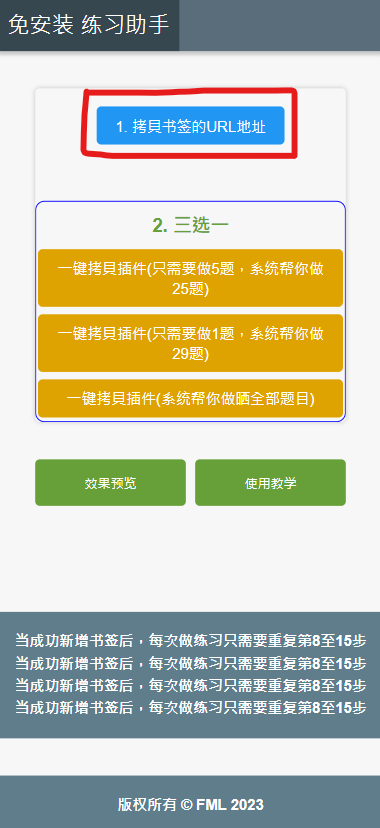 免安装 练习助手
1. 拷貝书签的URL地址
2. 三选一
一键拷貝插件(只需要做5题，系统帮你做
25题)
一键拷貝插件(只需要做1题，系统帮你做
29题)
一键拷貝插件(系统帮你做晒全部题目)
效果预览 使用教学
当成功新增书签后，每次做练习只需要重复第8至15步
当成功新增书签后，每次做练习只需要重复第8至15步
当成功新增书签后，每次做练习只需要重复第8至15步
当成功新增书签后，每次做练习只需要重复第8至15步
版权所有 © FML 2023